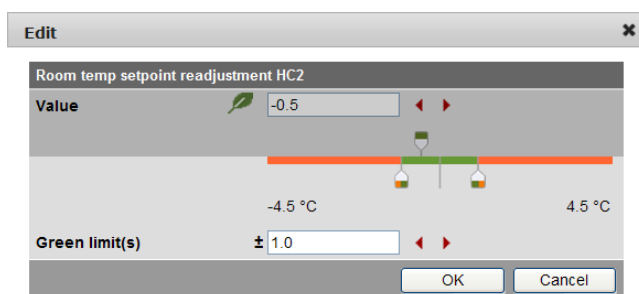 Edit
Room temp setpoint readjustment HC2
Value -0.5
-4.5 °C 4.5 °C
Green limit(s) ± 1.0
OK Cancel